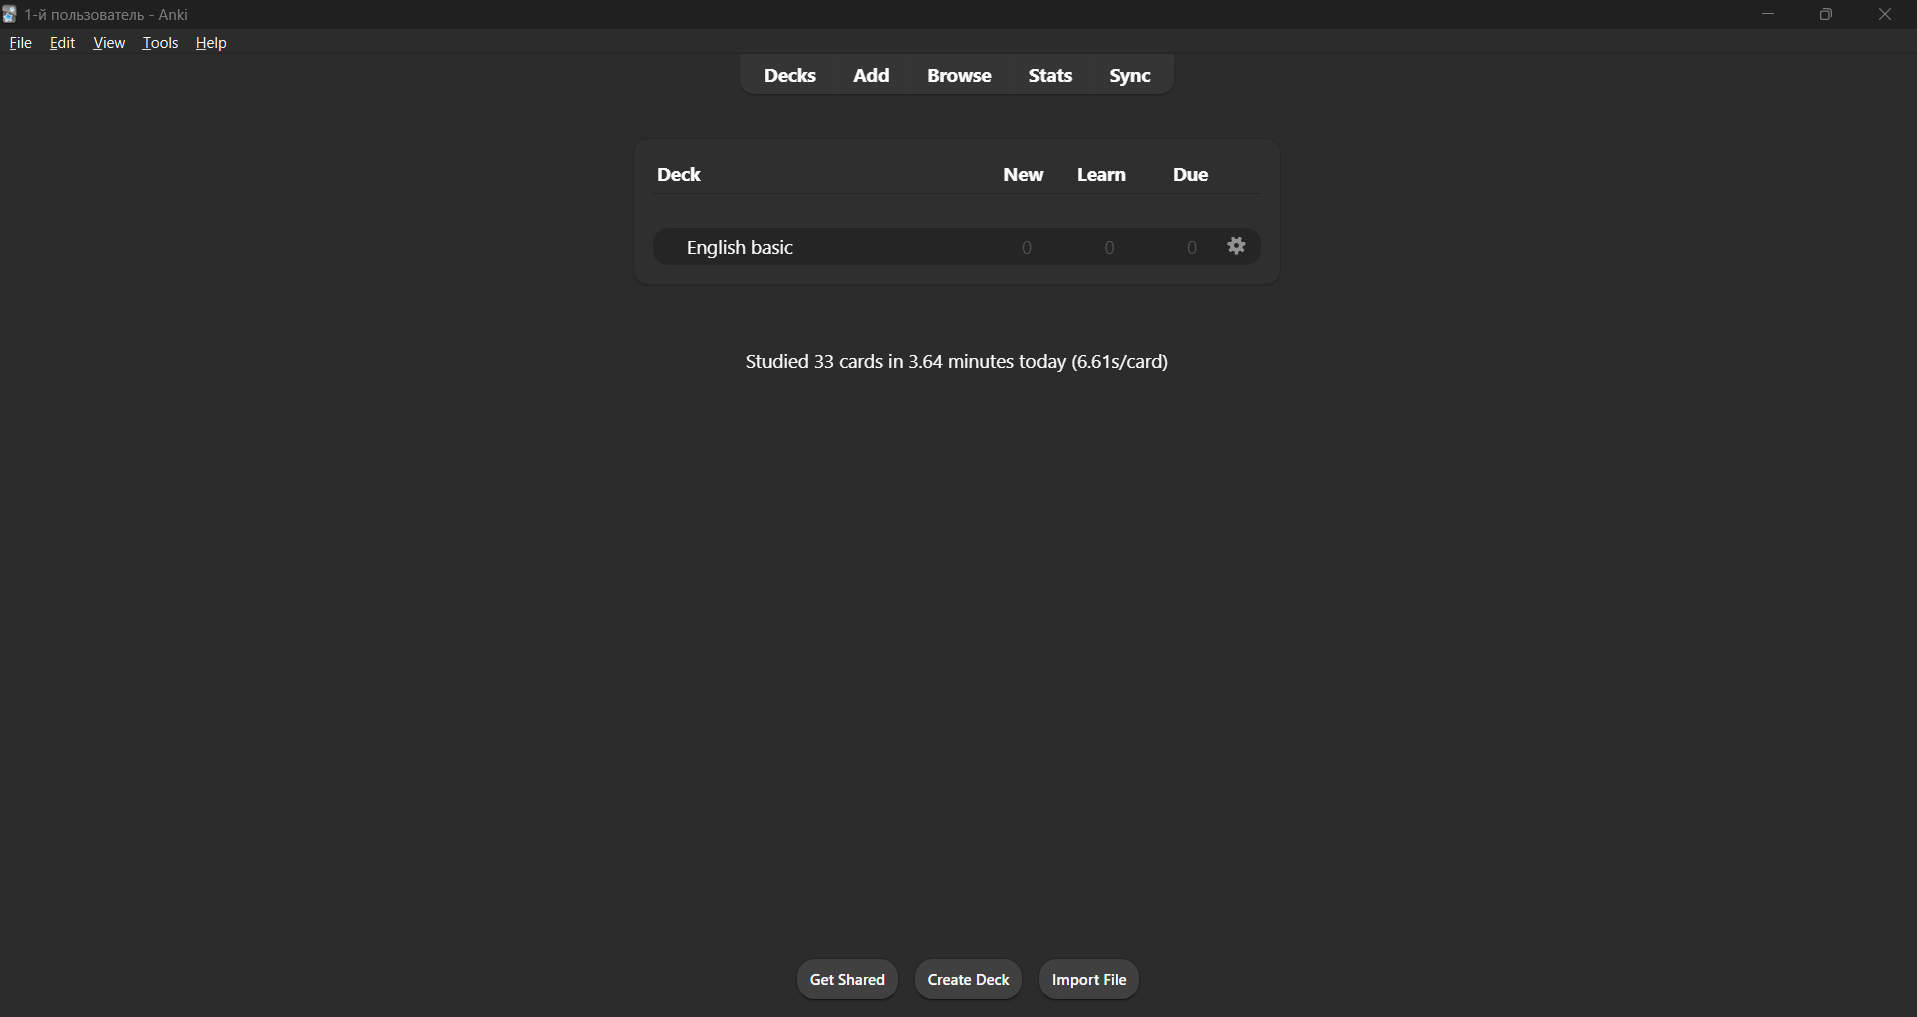 1-й пользователь - Anki
File Edit View Tools Help
Decks Add Browse Stats Sync
Deck New Learn Due
English basic 0 0 0
Studied 33 cards in 3.64 minutes today (6.61s/card)
Get Shared Create Deck Import File